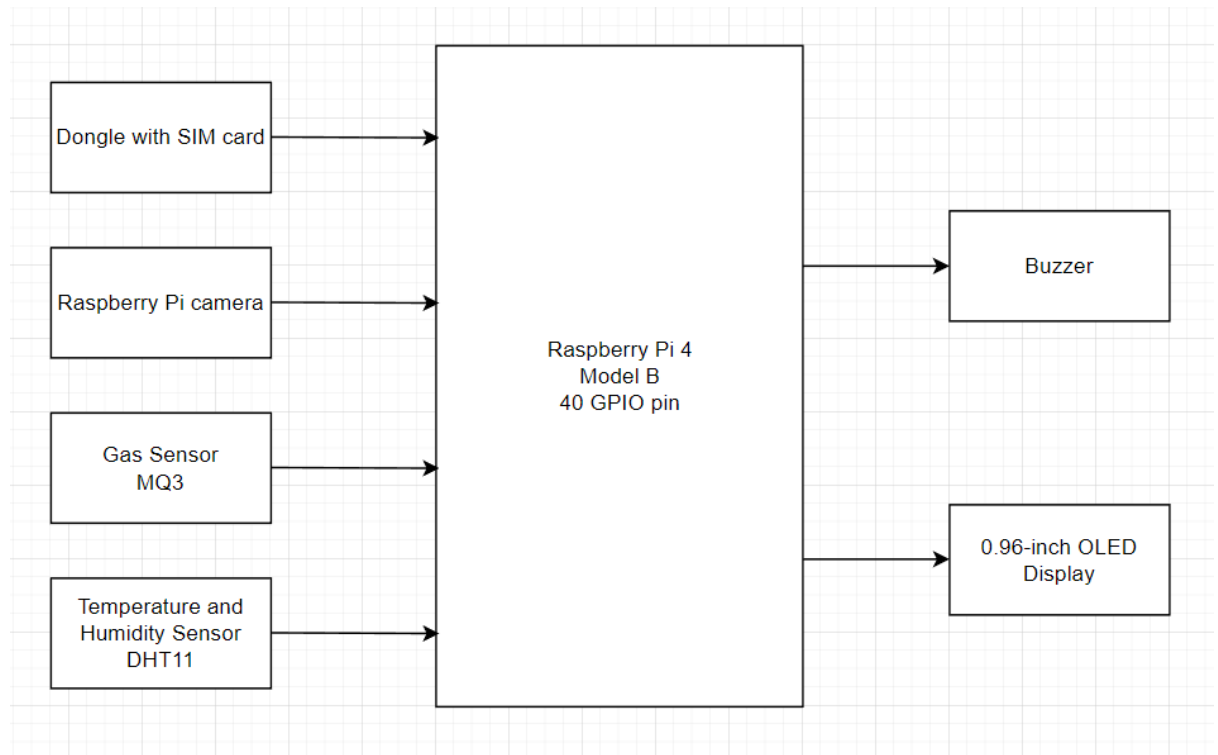 Dongle with SIM card
Raspberry Pi camera
Gas Sensor
MQ3
Temperature and
Humidity Sensor
DHT11
Raspberry Pi 4
Model B
40 GPIO pin
Buzzer
0.96-inch OLED
Display